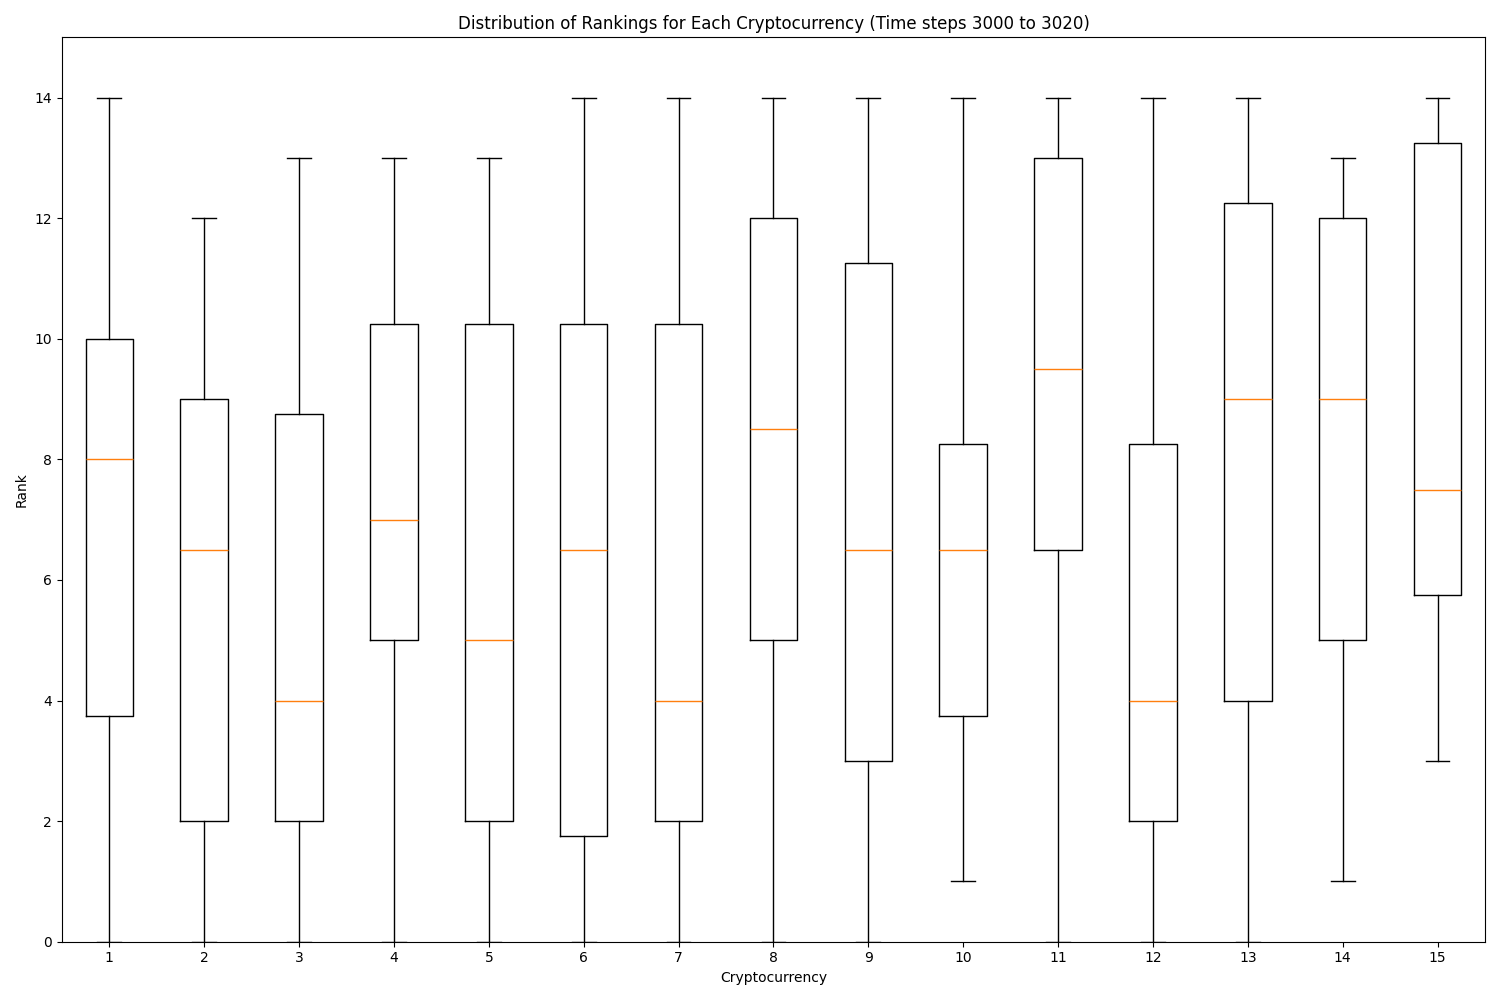 Distribution of Rankings for Each Cryptocurrency (Time steps 3000 to 3020)
14
12
10
8
6
4
2
0
Rank
1 2 3 4 5 6 7 8 9 10 11 12 13 14 15
Cryptocurrency